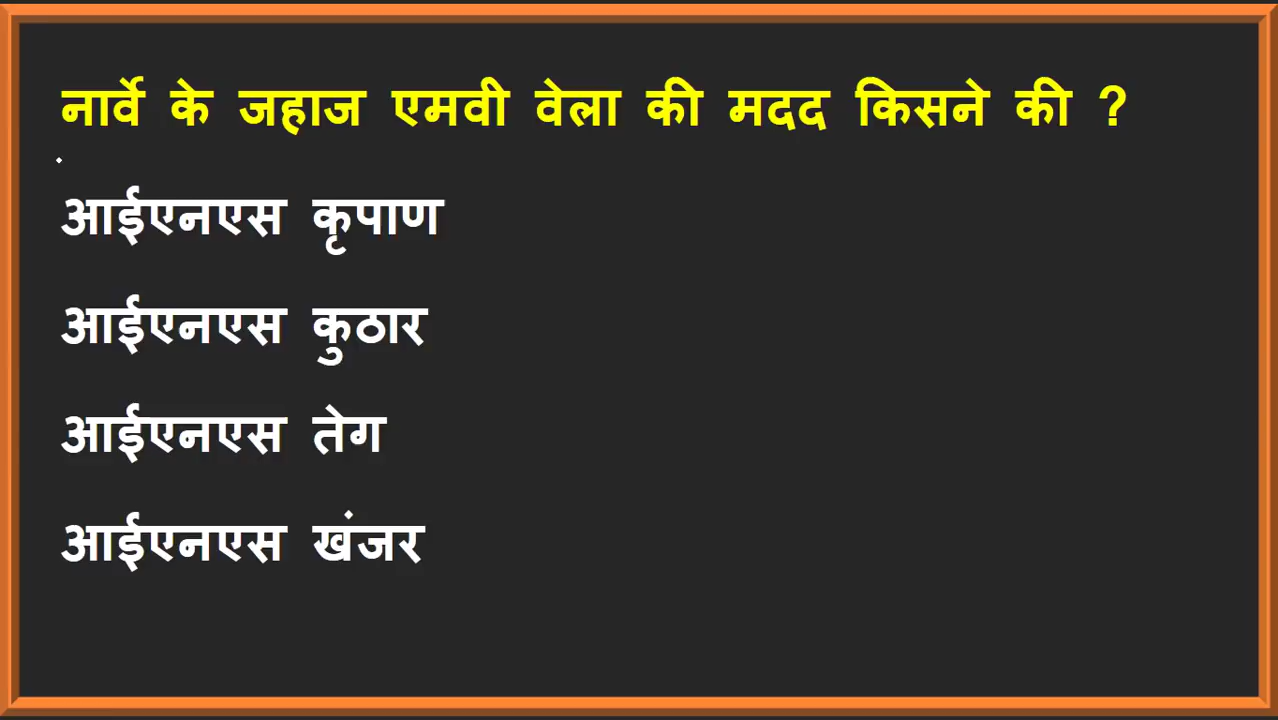 नार्वे के जहाज एमवी वेला की मदद किसने की ?
आईएनएस कृपाण
आईएनएस कुठार
आईएनएस तेग
आईएनएस खंजर